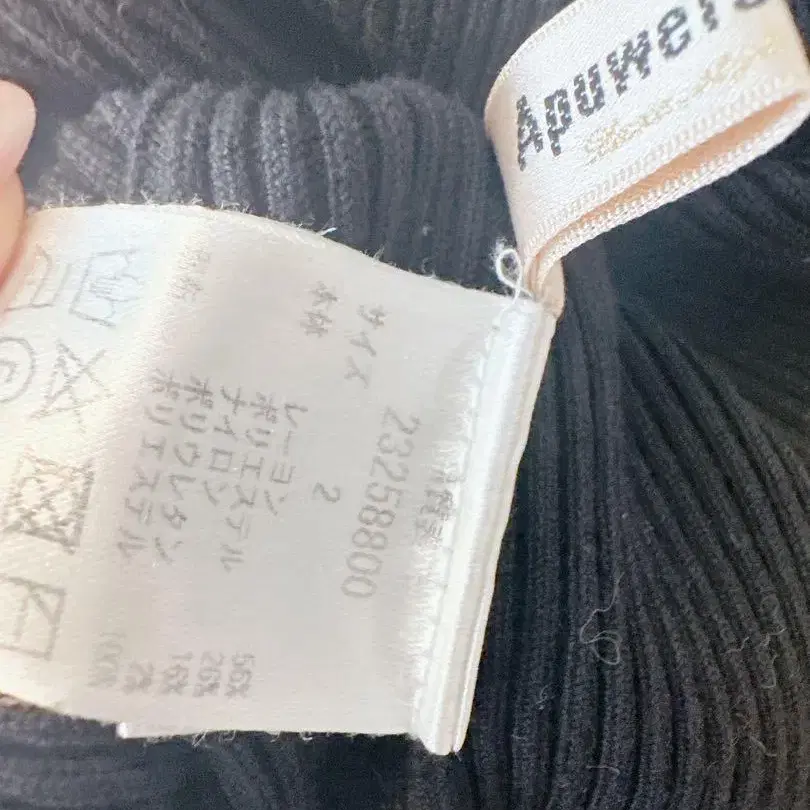 Apuwei
23258800
サイズ 2
本体 レーヨン 56%
ポリエステル 26%
ナイロン 16%
ポリウレタン 2%
ポリエステル 100%